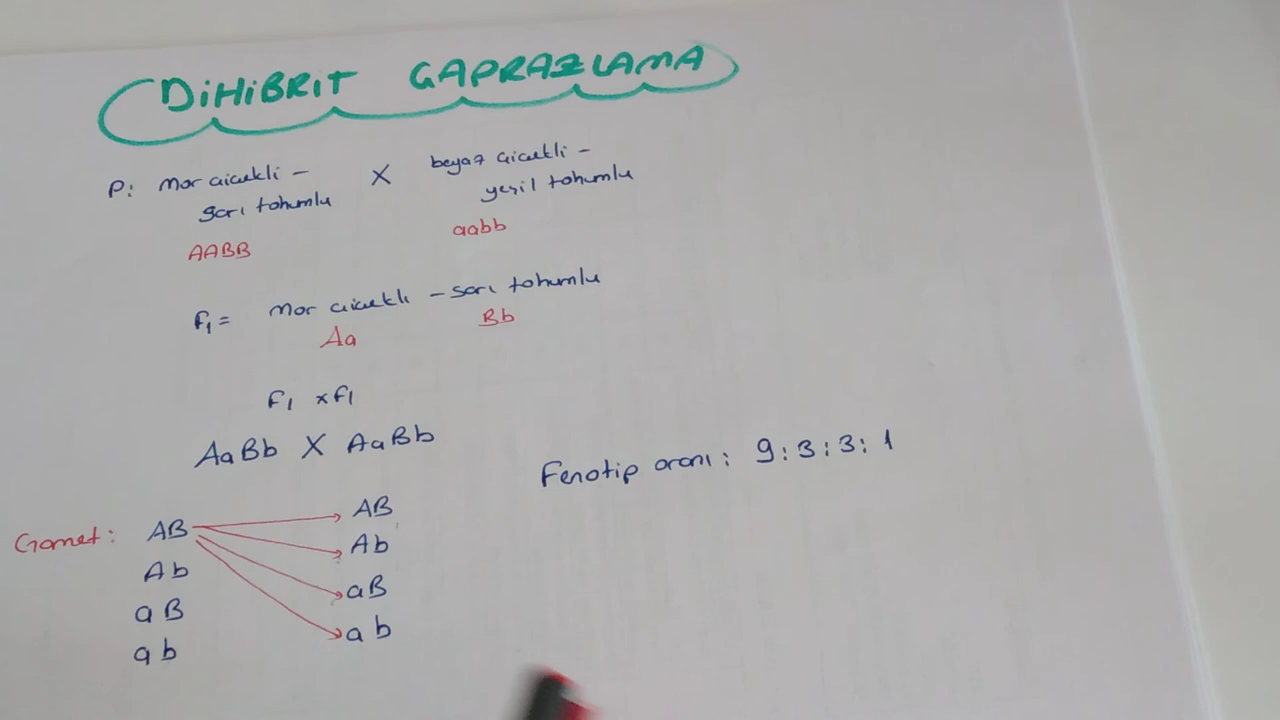 DiHiBRiT ÇAPRAZLAMA
P: Mor çiçekli - X beyaz çiçekli -
sarı tohumlu yeşil tohumlu
AABB aabb
F1 = Mor çiçekli - sarı tohumlu
Aa Bb
F1 x F1
AaBb X AaBb
Fenotip oranı : 9 : 3 : 3 : 1
Gamet : AB AB
Ab Ab
aB aB
ab ab